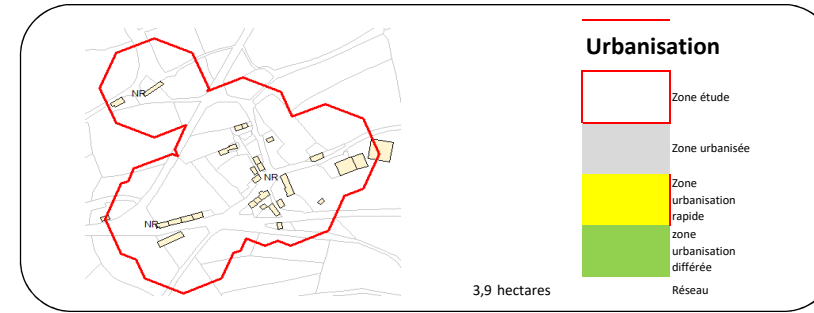 Urbanisation
NR
Zone étude
Zone urbanisée
NR
Zone
urbanisation
rapide
NR
zone
urbanisation
différée
3,9 hectares
Réseau